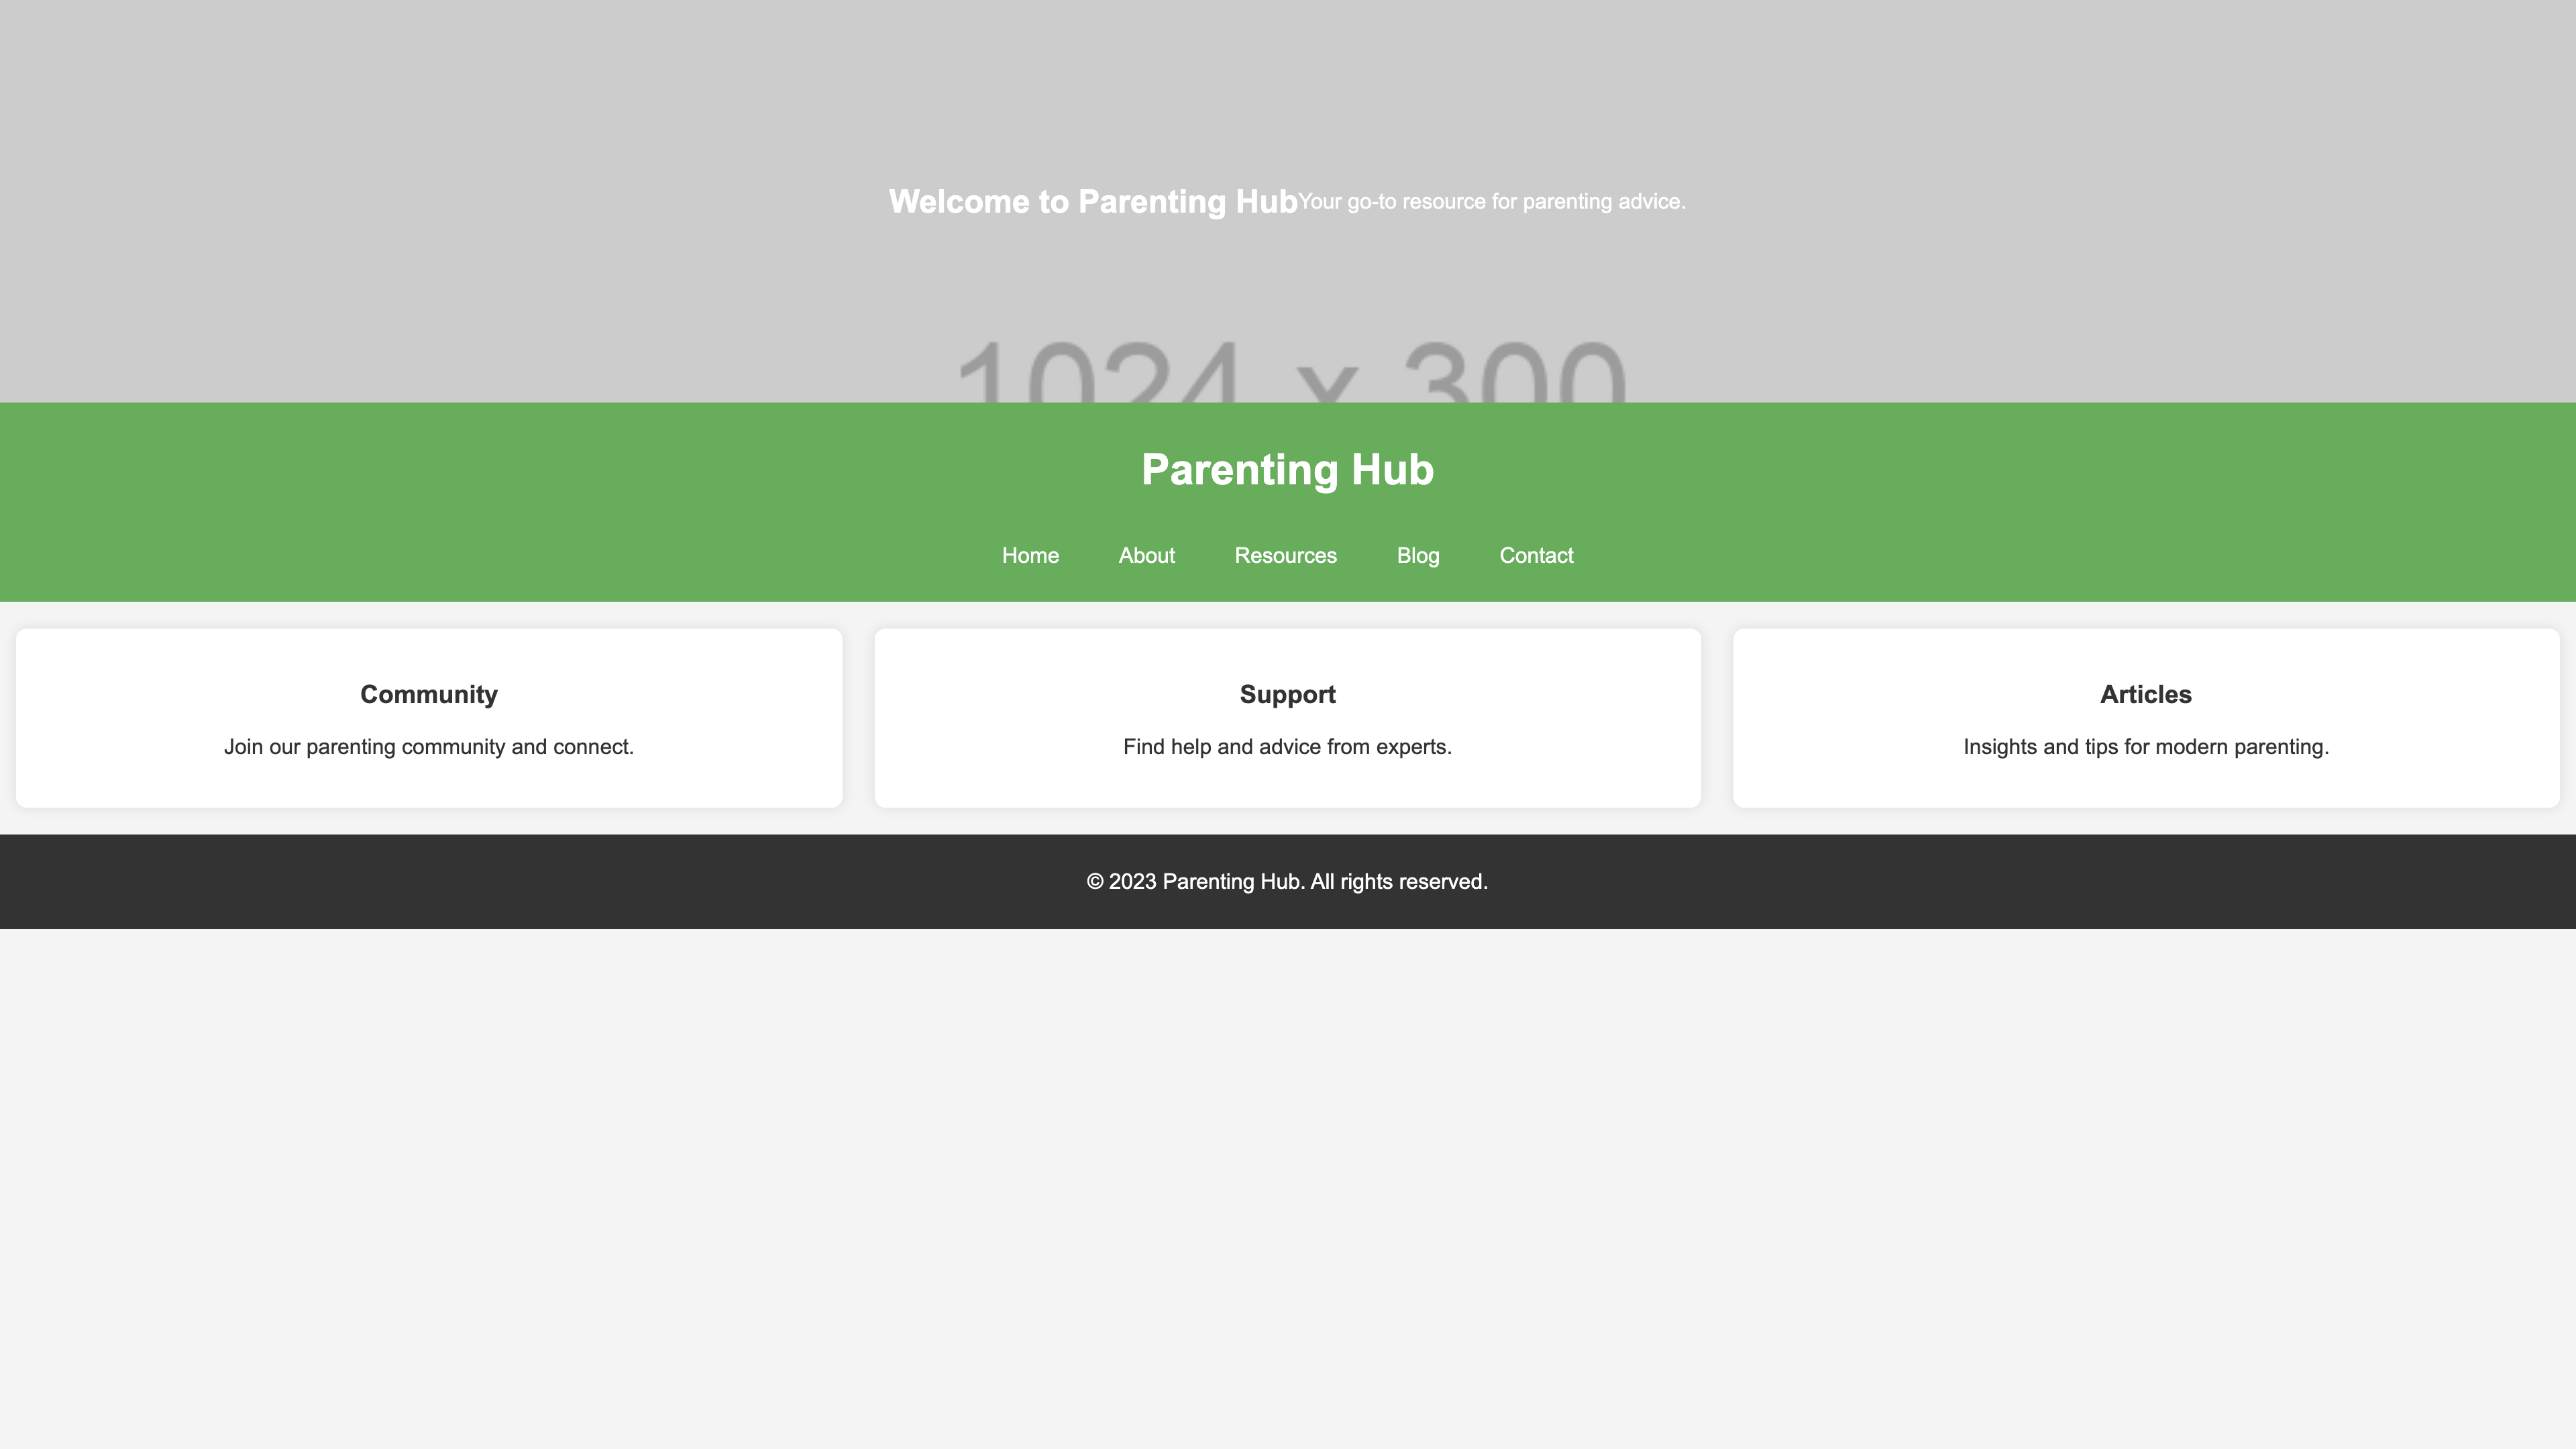 Welcome to Parenting Hub Your go-to resource for parenting advice.
1024 x 300
Parenting Hub
Home About Resources Blog Contact
Community
Join our parenting community and connect.
Support
Find help and advice from experts.
Articles
Insights and tips for modern parenting.
© 2023 Parenting Hub. All rights reserved.